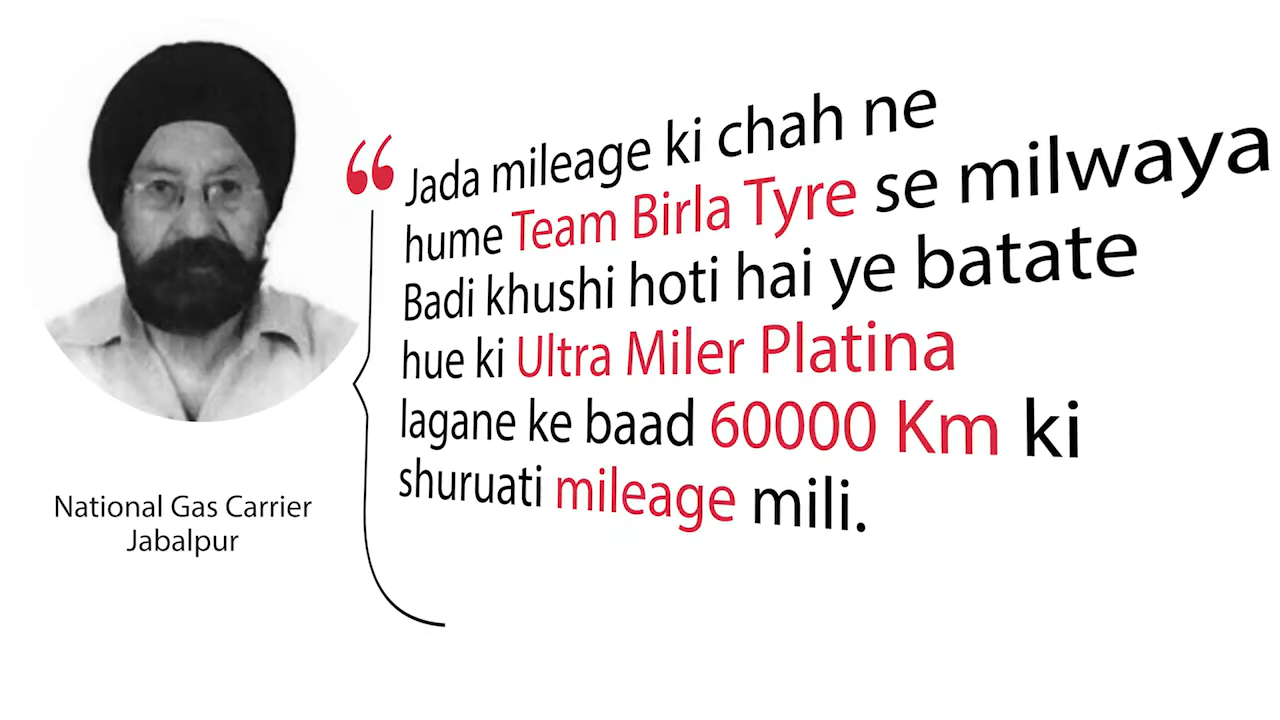 “ Jada mileage ki chah ne
hume Team Birla Tyre se milwaya
Badi khushi hoti hai ye batate
hue ki Ultra Miler Platina
lagane ke baad 60000 Km ki
shuruati mileage mili.
National Gas Carrier
Jabalpur